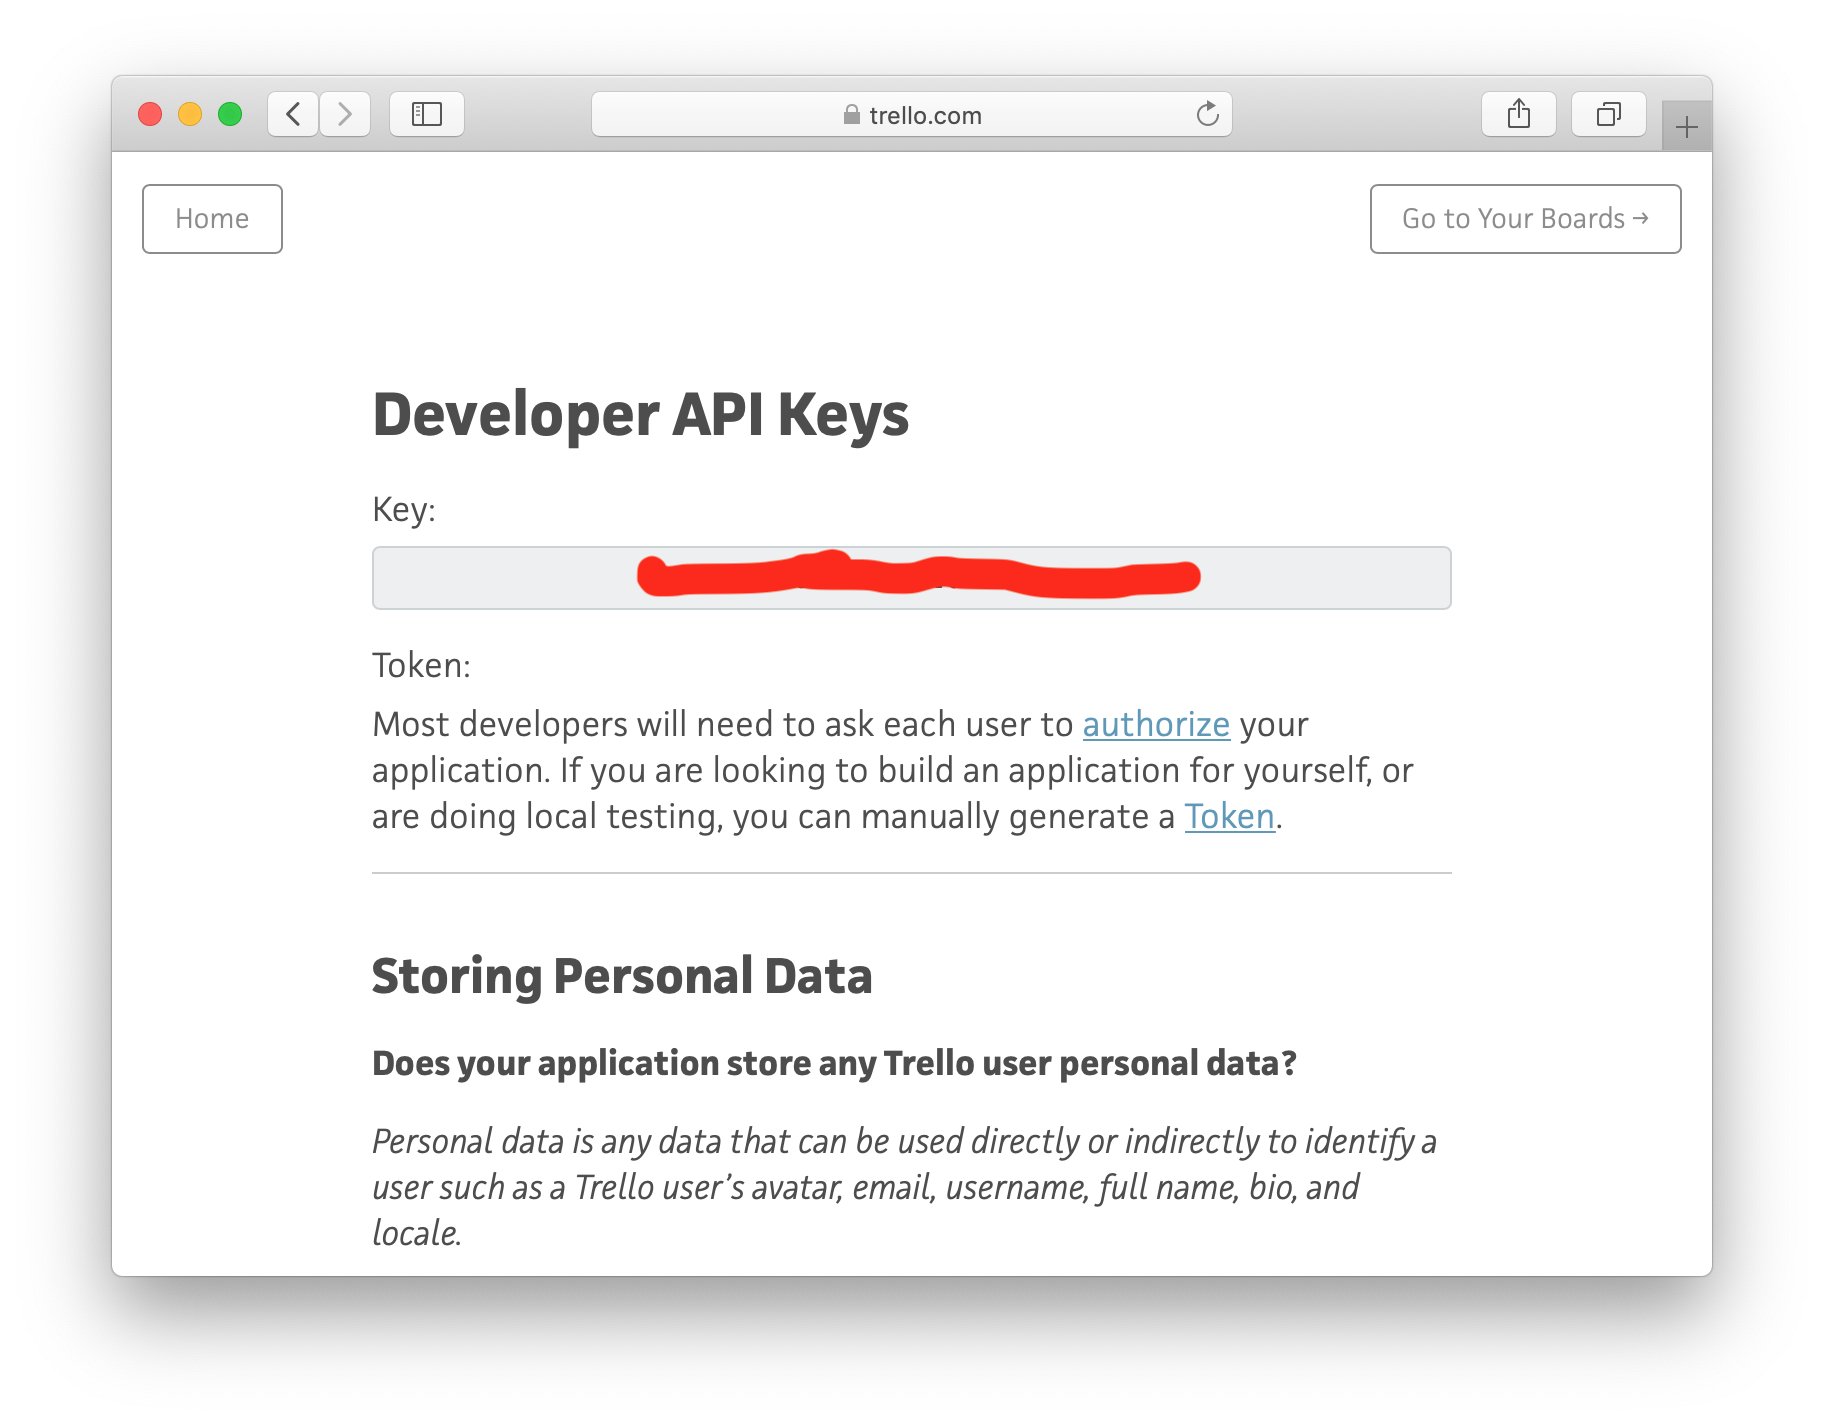 trello.com
Home
Go to Your Boards →
Developer API Keys
Key:
Token:
Most developers will need to ask each user to authorize your
application. If you are looking to build an application for yourself, or
are doing local testing, you can manually generate a Token.
Storing Personal Data
Does your application store any Trello user personal data?
Personal data is any data that can be used directly or indirectly to identify a
user such as a Trello user’s avatar, email, username, full name, bio, and
locale.